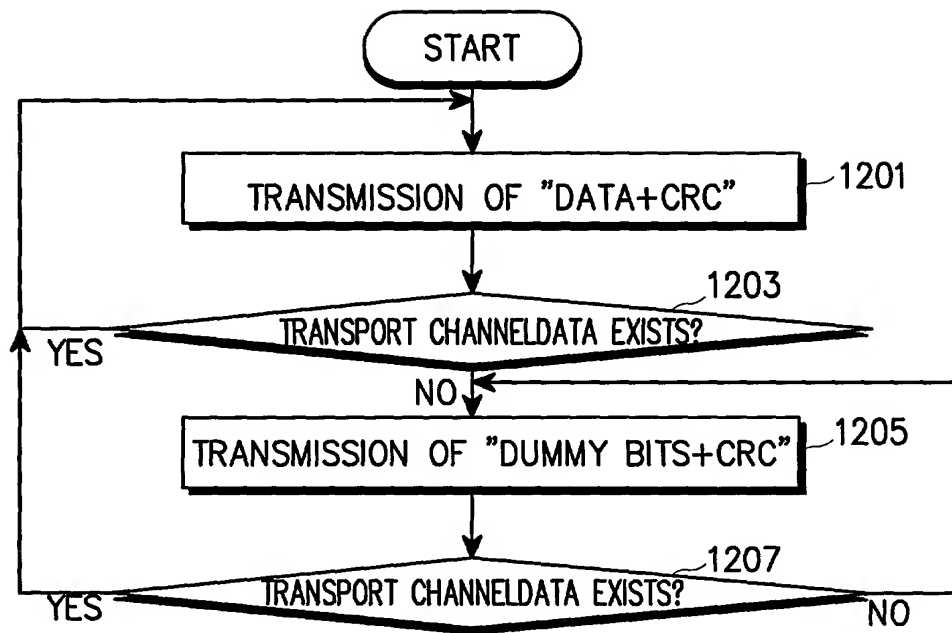 START
TRANSMISSION OF "DATA+CRC"
1201
1203
TRANSPORT CHANNELDATA EXISTS?
YES
NO
TRANSMISSION OF "DUMMY BITS+CRC"
1205
1207
TRANSPORT CHANNELDATA EXISTS?
YES
NO